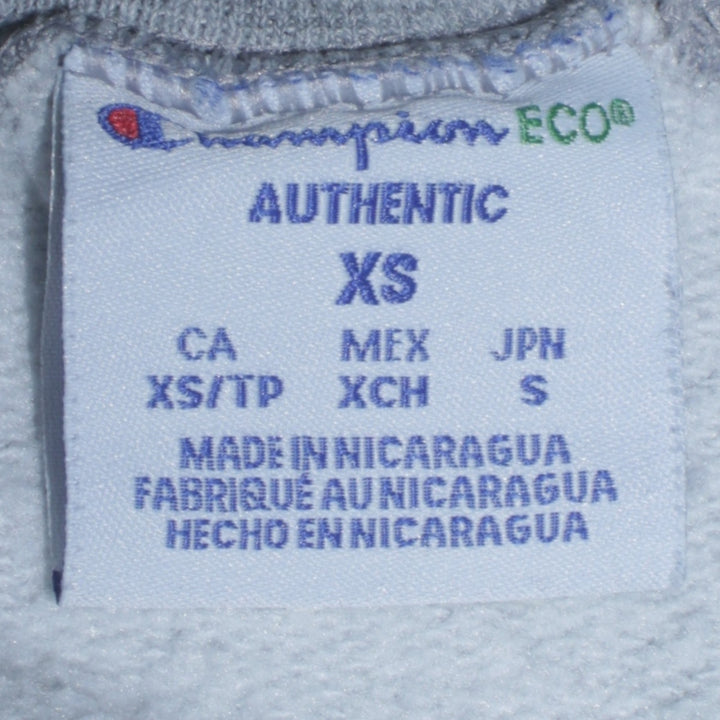 Champion ECO®
AUTHENTIC
XS
CA MEX JPN
XS/TP XCH S
MADE IN NICARAGUA
FABRIQUÉ AU NICARAGUA
HECHO EN NICARAGUA